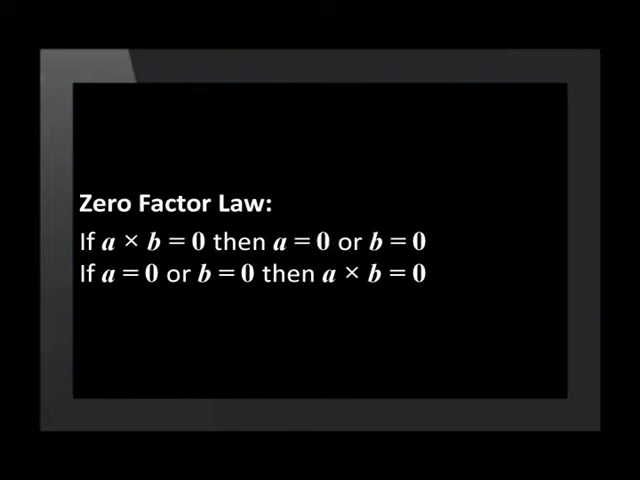 Zero Factor Law:
If a × b = 0 then a = 0 or b = 0
If a = 0 or b = 0 then a × b = 0